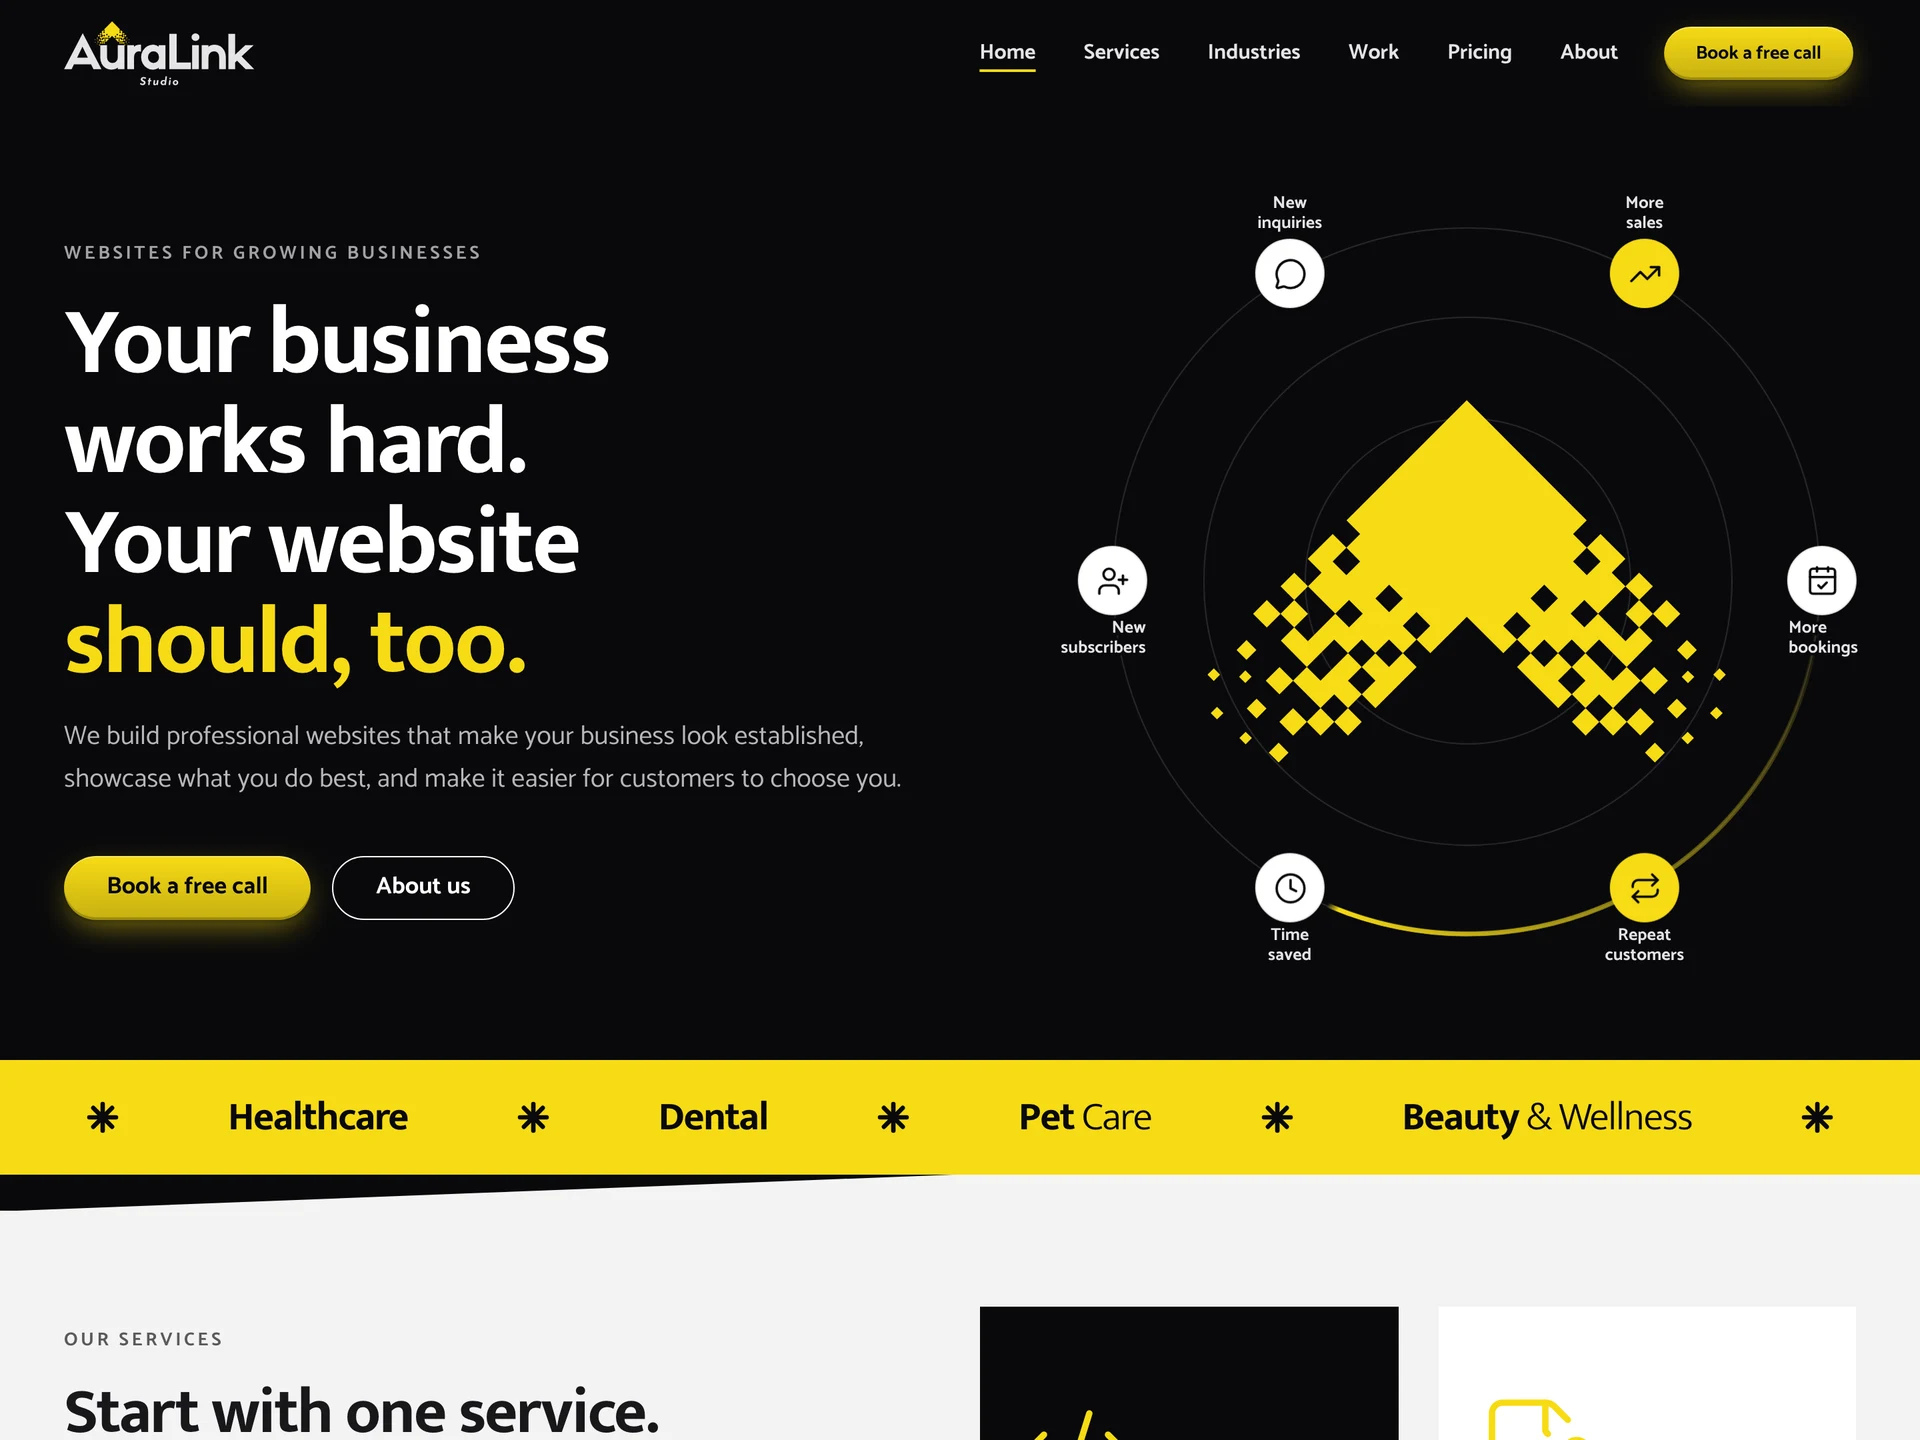 AuraLink
Studio
Home
Services
Industries
Work
Pricing
About
Book a free call
WEBSITES FOR GROWING BUSINESSES
Your business
works hard.
Your website
should, too.
We build professional websites that make your business look established,
showcase what you do best, and make it easier for customers to choose you.
Book a free call
About us
New
inquiries
More
sales
New
subscribers
More
bookings
Time
saved
Repeat
customers
Healthcare
Dental
Pet Care
Beauty & Wellness
OUR SERVICES
Start with one service.